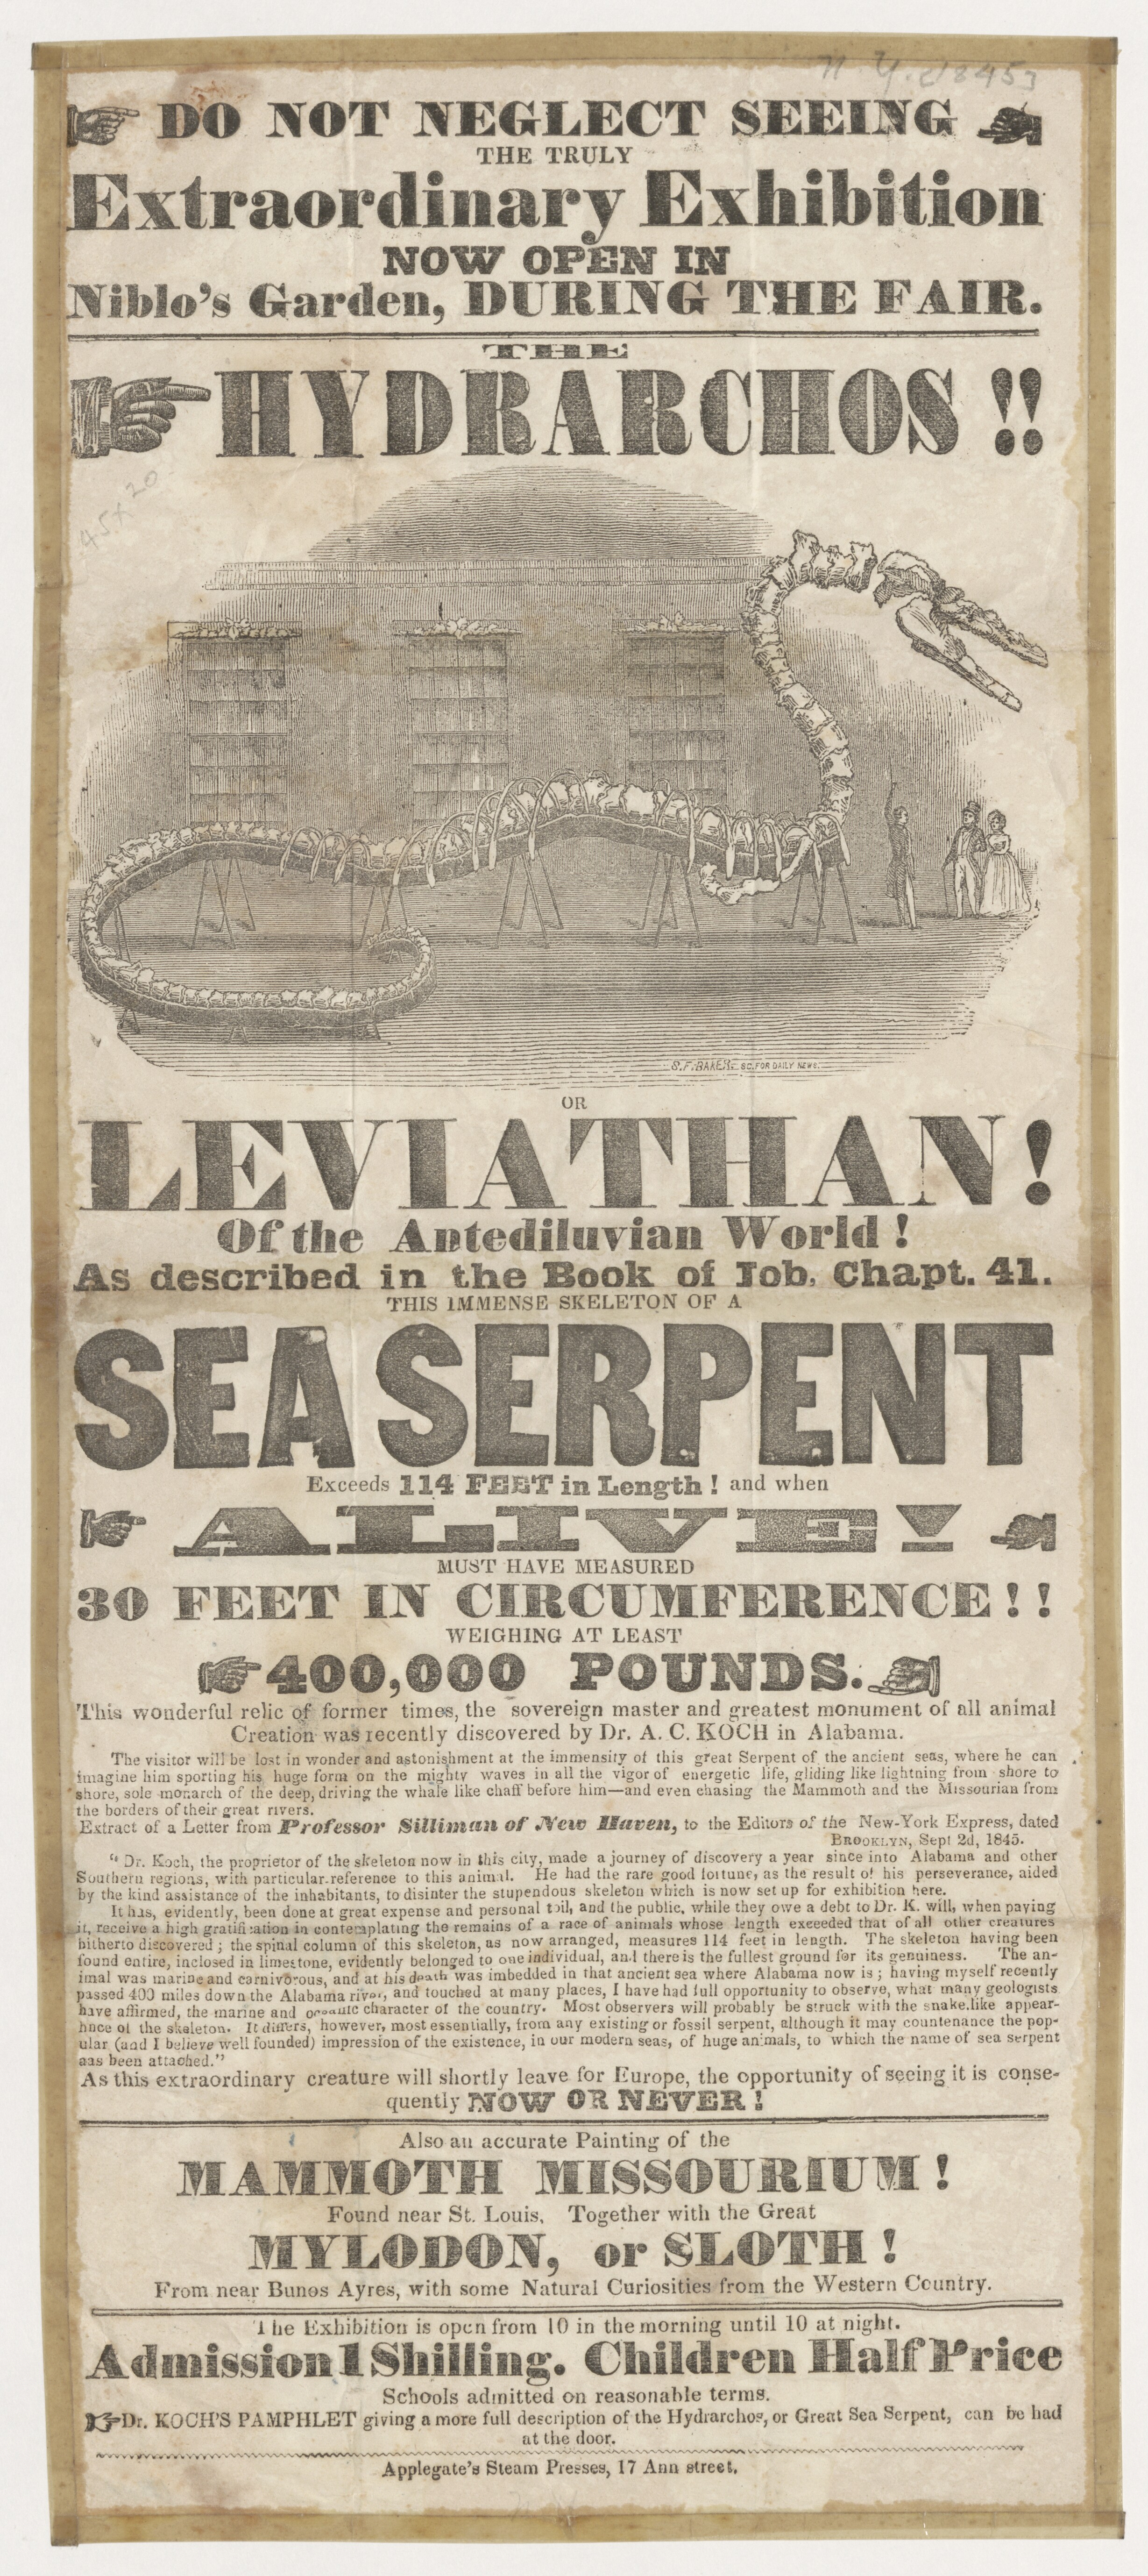 N.Y. [1845]
DO NOT NEGLECT SEEING
THE TRULY
Extraordinary Exhibition
NOW OPEN IN
Niblo's Garden, DURING THE FAIR.
THE
HYDRARCHOS !!
45 x 20
S.F. BAKER. SC. FOR DAILY NEWS.
OR
LEVIATHAN!
Of the Antediluvian World !
As described in the Book of Job, Chapt. 41.
THIS IMMENSE SKELETON OF A
SEA SERPENT
Exceeds 114 FEET in Length ! and when
ALIVE!
MUST HAVE MEASURED
30 FEET IN CIRCUMFERENCE ! !
WEIGHING AT LEAST
400,000 POUNDS.
This wonderful relic of former times, the sovereign master and greatest monument of all animal
Creation was recently discovered by Dr. A. C. KOCH in Alabama.
The visitor will be lost in wonder and astonishment at the immensity of this great Serpent of the ancient seas, where he can
imagine him sporting his huge form on the mighty waves in all the vigor of energetic life, gliding like lightning from shore to
shore, sole monarch of the deep, driving the whale like chaff before him—and even chasing the Mammoth and the Missourian from
the borders of their great rivers.
Extract of a Letter from Professor Silliman of New Haven, to the Editors of the New-York Express, dated
BROOKLYN, Sept 2d, 1845.
" Dr. Koch, the proprietor of the skeleton now in this city, made a journey of discovery a year since into Alabama and other
Southern regions, with particular reference to this animal. He had the rare good fortune, as the result of his perseverance, aided
by the kind assistance of the inhabitants, to disinter the stupendous skeleton which is now set up for exhibition here.
It has, evidently, been done at great expense and personal toil, and the public, while they owe a debt to Dr. K. will, when paying
it, receive a high gratification in contemplating the remains of a race of animals whose length exceeded that of all other creatures
hitherto discovered ; the spinal column of this skeleton, as now arranged, measures 114 feet in length. The skeleton having been
found entire, inclosed in limestone, evidently belonged to one individual, and there is the fullest ground for its genuiness. The an-
imal was marine and carnivorous, and at his death was imbedded in that ancient sea where Alabama now is ; having myself recently
passed 400 miles down the Alabama river, and touched at many places, I have had full opportunity to observe, what many geologists
have affirmed, the marine and oceanic character of the country. Most observers will probably be struck with the snake.like appear-
hnce of the skeleton. It differs, however, most essentially, from any existing or fossil serpent, although it may countenance the pop-
ular (and I believe well founded) impression of the existence, in our modern seas, of huge animals, to which the name of sea serpent
aas been attached."
As this extraordinary creature will shortly leave for Europe, the opportunity of seeing it is conse-
quently NOW OR NEVER !
Also an accurate Painting of the
MAMMOTH MISSOURIUM !
Found near St. Louis, Together with the Great
MYLODON, or SLOTH !
From near Bunos Ayres, with some Natural Curiosities from the Western Country.
The Exhibition is open from 10 in the morning until 10 at night.
Admission 1 Shilling. Children Half Price
Schools admitted on reasonable terms.
Dr. KOCH'S PAMPHLET giving a more full description of the Hydrarchos, or Great Sea Serpent, can be had
at the door.
Applegate's Steam Presses, 17 Ann street.